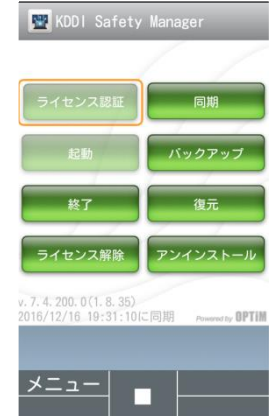 KDDI Safety Manager
ライセンス認証
同期
起動
バックアップ
終了
復元
ライセンス解除
アンインストール
v.7.4.200.0(1.8.35)
2016/12/16 19:31:10に同期
Powered by OPTiM
メニュー